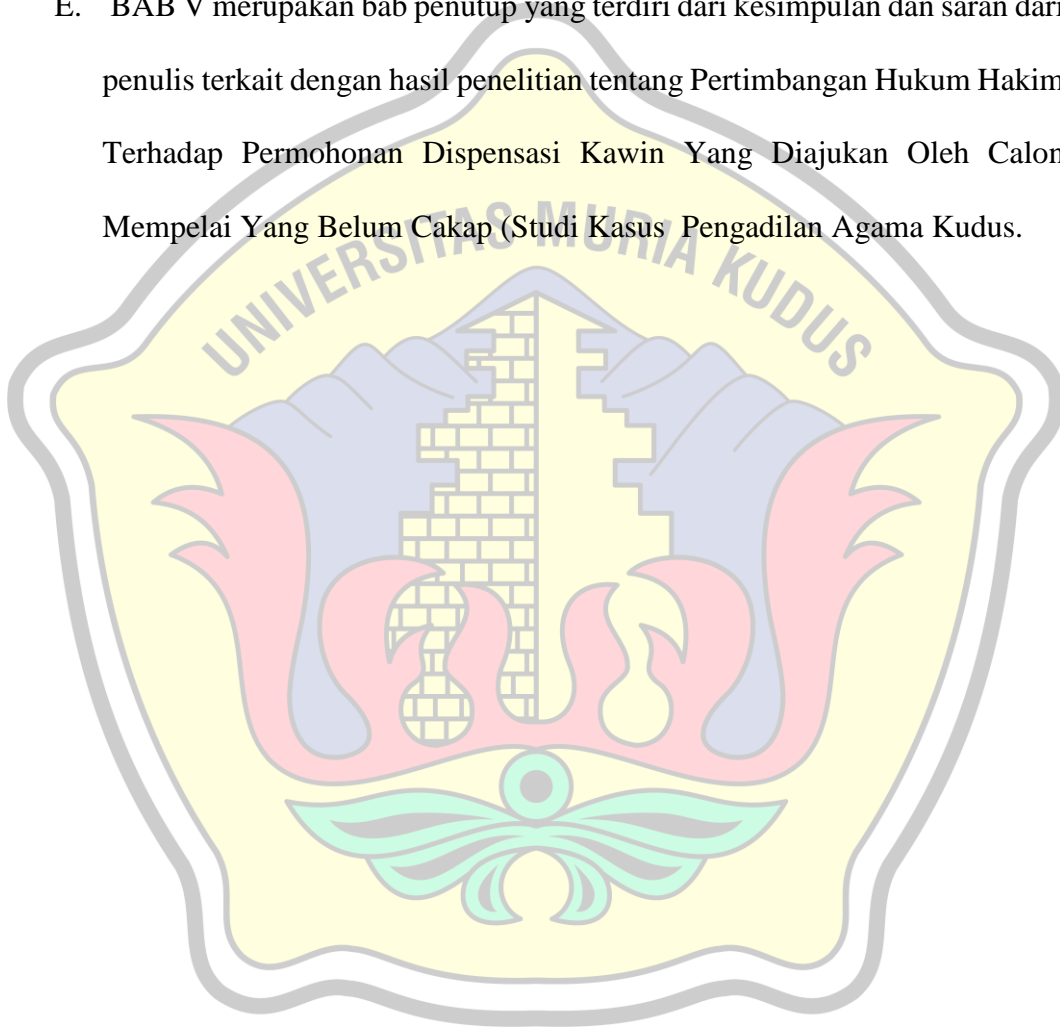 E. BAB V merupakan bab penutup yang terdiri dari kesimpulan dan saran dari
penulis terkait dengan hasil penelitian tentang Pertimbangan Hukum Hakim
Terhadap Permohonan Dispensasi Kawin Yang Diajukan Oleh Calon
Mempelai Yang Belum Cakap (Studi Kasus Pengadilan Agama Kudus.
UNIVERSITAS MURIA KUDUS